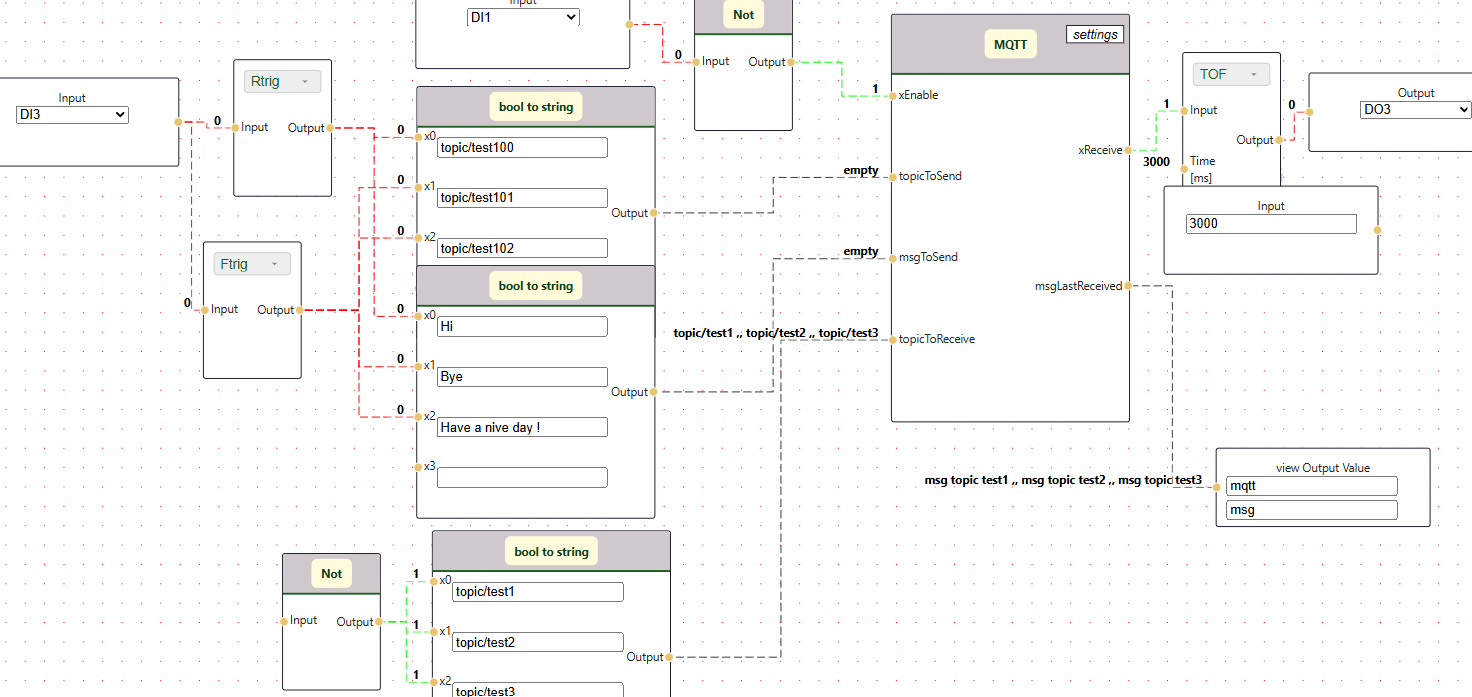 Input
DI1
Not
0
Input
Output
MQTT
settings
1
xEnable
xReceive
empty
topicToSend
empty
msgToSend
msgLastReceived
topic/test1 ,, topic/test2 ,, topic/test3
topicToReceive
TOF
1
Input
Output
3000
Time
[ms]
0
Output
DO3
Input
3000
Input
DI3
Rtrig
0
Input
Output
Ftrig
0
Input
Output
bool to string
0
x0
topic/test100
0
x1
topic/test101
Output
0
x2
topic/test102
bool to string
0
x0
Hi
0
x1
Bye
Output
0
x2
Have a nive day !
x3
msg topic test1 ,, msg topic test2 ,, msg topic test3
view Output Value
mqtt
msg
Not
Input
Output
bool to string
1
x0
topic/test1
1
x1
topic/test2
Output
1
x2
topic/test3